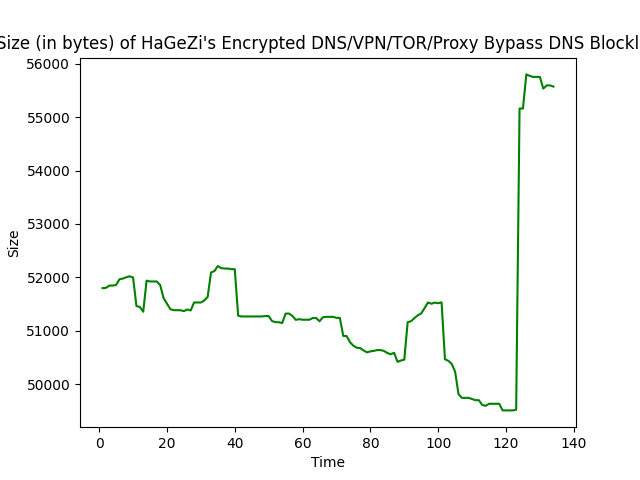 Size (in bytes) of HaGeZi's Encrypted DNS/VPN/TOR/Proxy Bypass DNS Blockl
56000
55000
54000
53000
52000
51000
50000
Size
0 20 40 60 80 100 120 140
Time